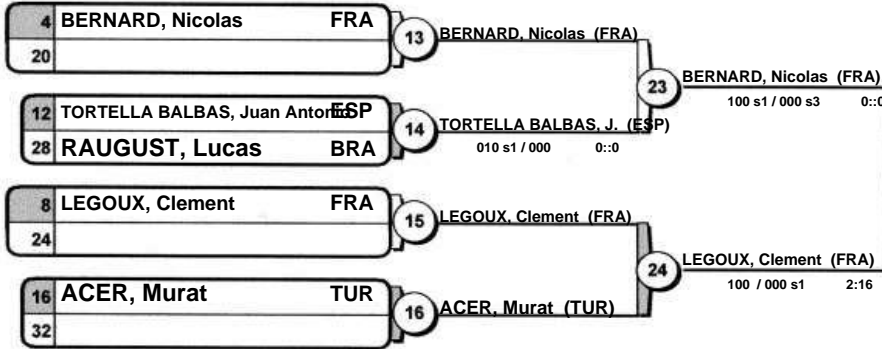 4 BERNARD, Nicolas FRA
20
13 BERNARD, Nicolas (FRA)
23 BERNARD, Nicolas (FRA)
100 s1 / 000 s3 0::0
12 TORTELLA BALBAS, Juan Antonio ESP
28 RAUGUST, Lucas BRA
14 TORTELLA BALBAS, J. (ESP)
010 s1 / 000 0::0
8 LEGOUX, Clement FRA
24
15 LEGOUX, Clement (FRA)
24 LEGOUX, Clement (FRA)
100 / 000 s1 2:16
16 ACER, Murat TUR
32
16 ACER, Murat (TUR)